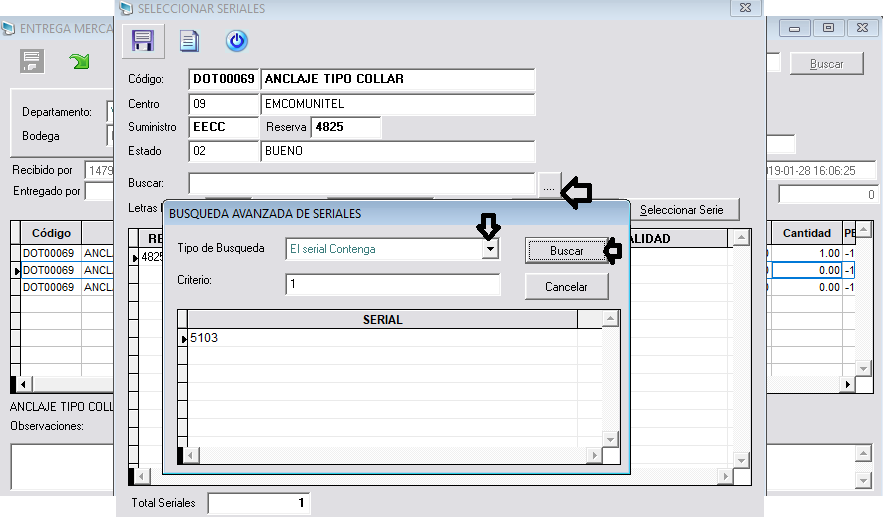 SELECCIONAR SERIALES
ENTREGA MERCA
Código: DOT00069 ANCLAJE TIPO COLLAR
Centro 09 EMCOMUNITEL
Suministro EECC Reserva 4825
Estado 02 BUENO
Buscar: ....
Buscar
Departamento:
Bodega
Recibido por 1479
Entregado por
19-01-28 16:06:25
0
Letras
Seleccionar Serie
RE
ALIDAD
4825
Código
DOT00069 ANCL
DOT00069 ANCL
DOT00069 ANCL
Cantidad PE
1.00 -1
0.00 -1
0.00 -1
BUSQUEDA AVANZADA DE SERIALES
Tipo de Busqueda El serial Contenga Buscar
Criterio: 1 Cancelar
SERIAL
5103
ANCLAJE TIPO COLL
Observaciones:
Total Seriales 1